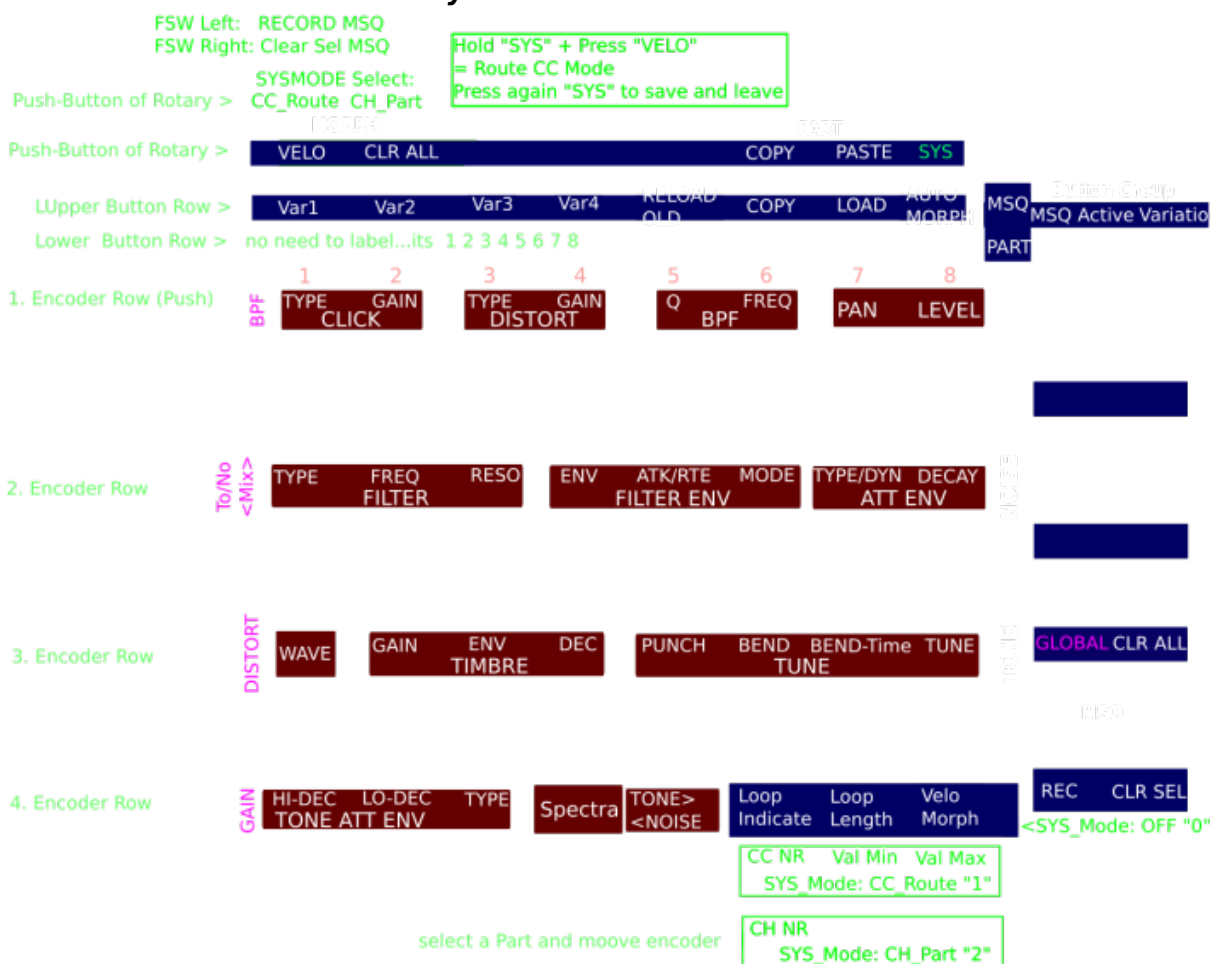 FSW Left: RECORD MSQ
FSW Right: Clear Sel MSQ
Hold "SYS" + Press "VELO"
= Route CC Mode
Press again "SYS" to save and leave
SYSMODE Select:
Push-Button of Rotary > CC_Route CH_Part
MORPH PART
Push-Button of Rotary > VELO CLR ALL COPY PASTE SYS
LUpper Button Row > Var1 Var2 Var3 Var4 RELOAD OLD COPY LOAD AUTO MORPH MSQ
Button Group
MSQ Active Variatio
Lower Button Row > no need to label...its 1 2 3 4 5 6 7 8
PART
1 2 3 4 5 6 7 8
1. Encoder Row (Push) BPF TYPE GAIN TYPE GAIN Q FREQ PAN LEVEL
CLICK DISTORT BPF
2. Encoder Row To/No <Mix> TYPE FREQ RESO ENV ATK/RTE MODE TYPE/DYN DECAY
FILTER FILTER ENV ATT ENV
3. Encoder Row DISTORT WAVE GAIN ENV DEC PUNCH BEND BEND-Time TUNE
TIMBRE TUNE
GLOBAL CLR ALL
MSQ
4. Encoder Row GAIN HI-DEC LO-DEC TYPE Spectra TONE> Loop Loop Velo REC CLR SEL
TONE ATT ENV <NOISE Indicate Length Morph
<SYS_Mode: OFF "0"
CC NR Val Min Val Max
SYS_Mode: CC_Route "1"
select a Part and moove encoder
CH NR
SYS_Mode: CH_Part "2"